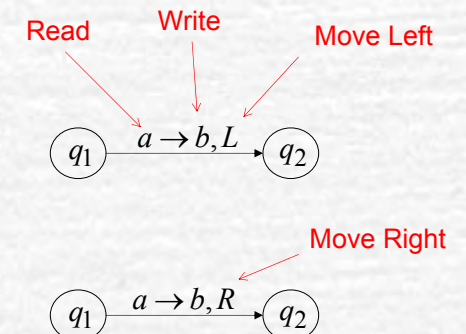 Read
Write
Move Left
q1
a → b, L
q2
Move Right
q1
a → b, R
q2